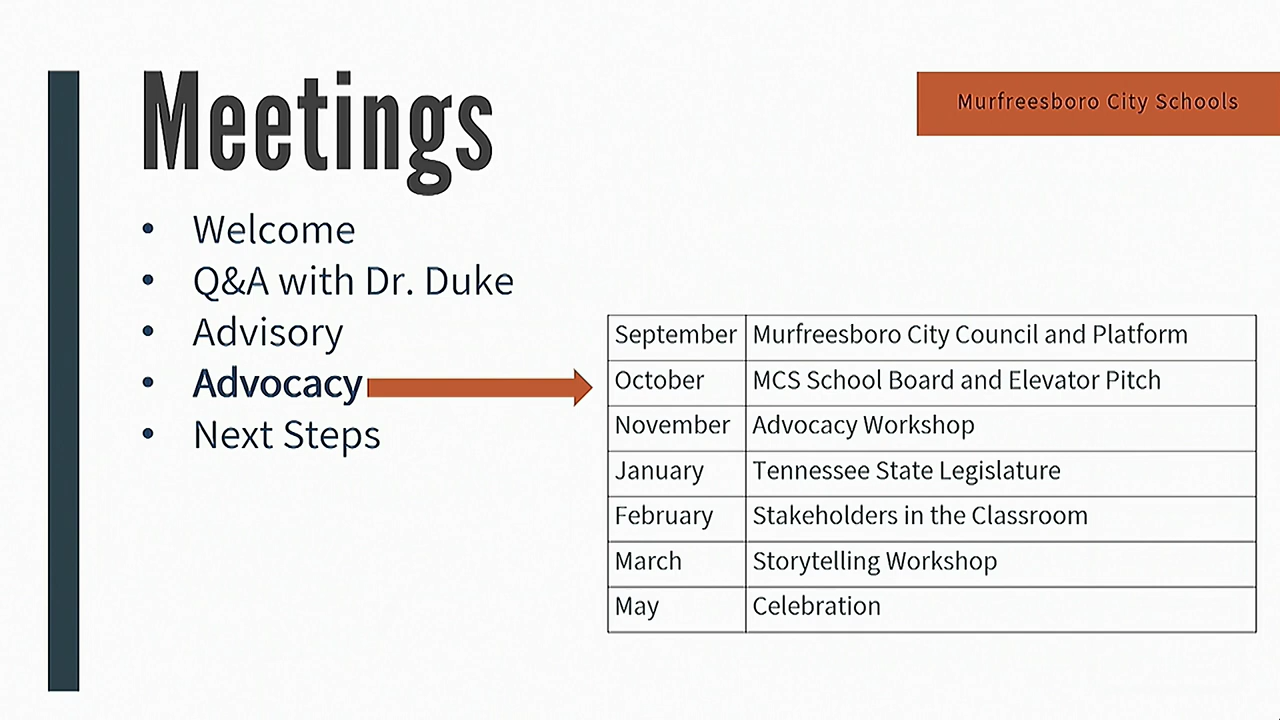 Meetings
Murfreesboro City Schools
• Welcome
• Q&A with Dr. Duke
• Advisory
• Advocacy
• Next Steps
September Murfreesboro City Council and Platform
October MCS School Board and Elevator Pitch
November Advocacy Workshop
January Tennessee State Legislature
February Stakeholders in the Classroom
March Storytelling Workshop
May Celebration